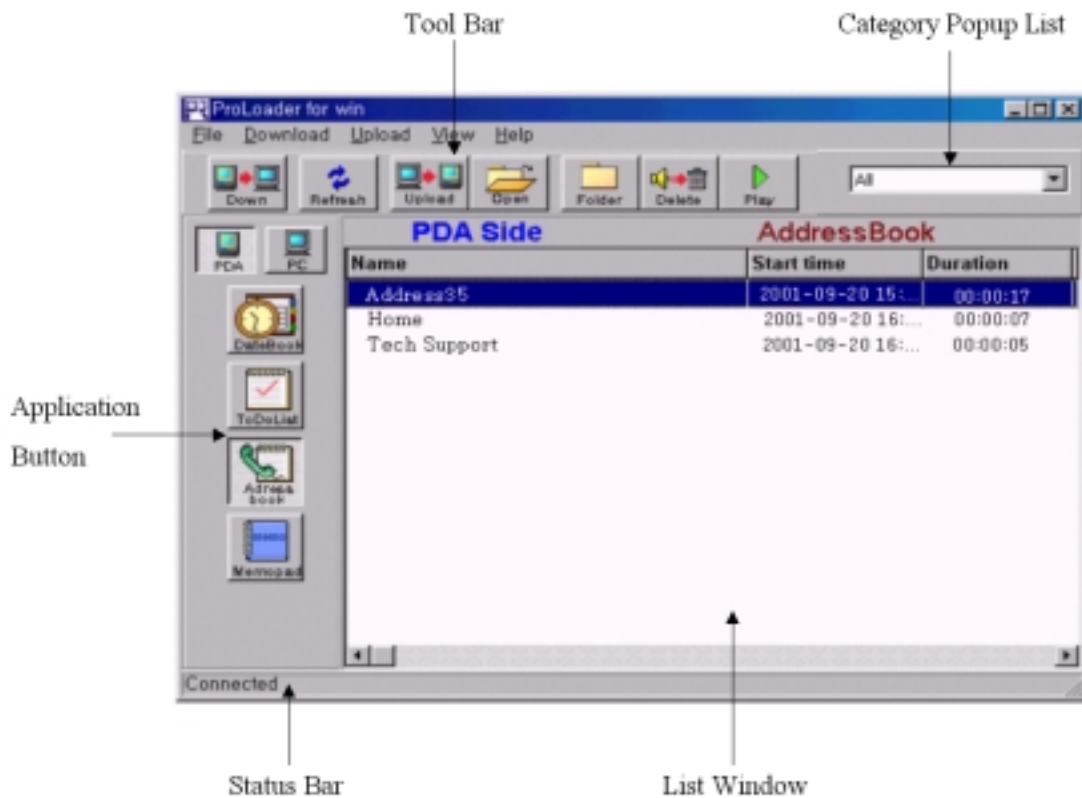 Tool Bar
Category Popup List
ProLoader for win
File Download Upload View Help
Down Refresh Upload Open Folder Delete Play
All
PDA PC
PDA Side
AddressBook
Name Start time Duration
Address35 2001-09-20 15:... 00:00:17
Home 2001-09-20 16:... 00:00:07
Tech Support 2001-09-20 16:... 00:00:05
DateBook
ToDoList
Adress
book
Memopad
Application
Button
Connected
Status Bar
List Window